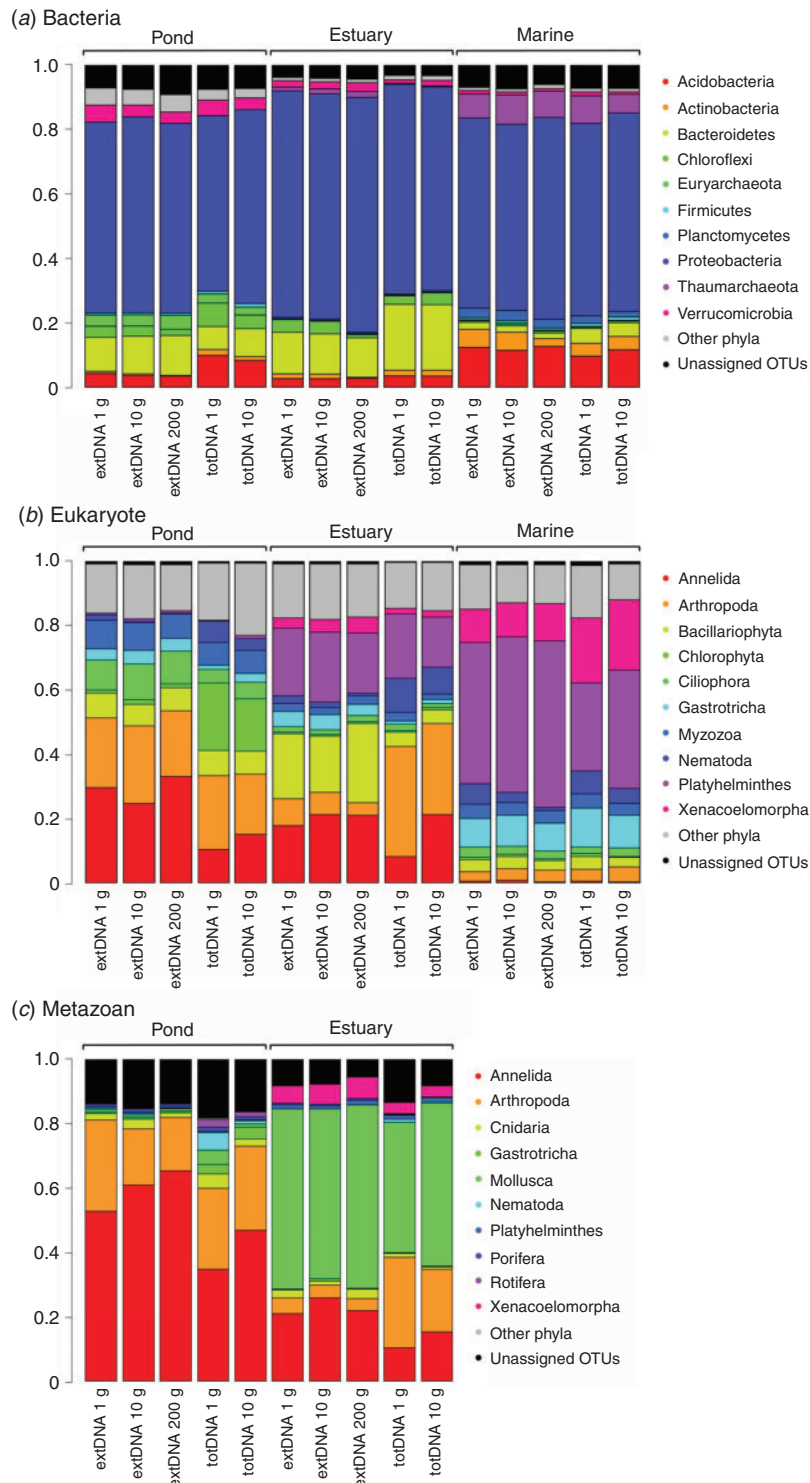 (a) Bacteria
Pond Estuary Marine
1.0
0.8
0.6
0.4
0.2
0
extDNA 1 g
extDNA 10 g
extDNA 200 g
totDNA 1 g
totDNA 10 g
extDNA 1 g
extDNA 10 g
extDNA 200 g
totDNA 1 g
totDNA 10 g
extDNA 1 g
extDNA 10 g
extDNA 200 g
totDNA 1 g
totDNA 10 g
Acidobacteria
Actinobacteria
Bacteroidetes
Chloroflexi
Euryarchaeota
Firmicutes
Planctomycetes
Proteobacteria
Thaumarchaeota
Verrucomicrobia
Other phyla
Unassigned OTUs
(b) Eukaryote
Pond Estuary Marine
1.0
0.8
0.6
0.4
0.2
0
extDNA 1 g
extDNA 10 g
extDNA 200 g
totDNA 1 g
totDNA 10 g
extDNA 1 g
extDNA 10 g
extDNA 200 g
totDNA 1 g
totDNA 10 g
extDNA 1 g
extDNA 10 g
extDNA 200 g
totDNA 1 g
totDNA 10 g
Annelida
Arthropoda
Bacillariophyta
Chlorophyta
Ciliophora
Gastrotricha
Myzozoa
Nematoda
Platyhelminthes
Xenacoelomorpha
Other phyla
Unassigned OTUs
(c) Metazoan
Pond Estuary
1.0
0.8
0.6
0.4
0.2
0
extDNA 1 g
extDNA 10 g
extDNA 200 g
totDNA 1 g
totDNA 10 g
extDNA 1 g
extDNA 10 g
extDNA 200 g
totDNA 1 g
totDNA 10 g
Annelida
Arthropoda
Cnidaria
Gastrotricha
Mollusca
Nematoda
Platyhelminthes
Porifera
Rotifera
Xenacoelomorpha
Other phyla
Unassigned OTUs